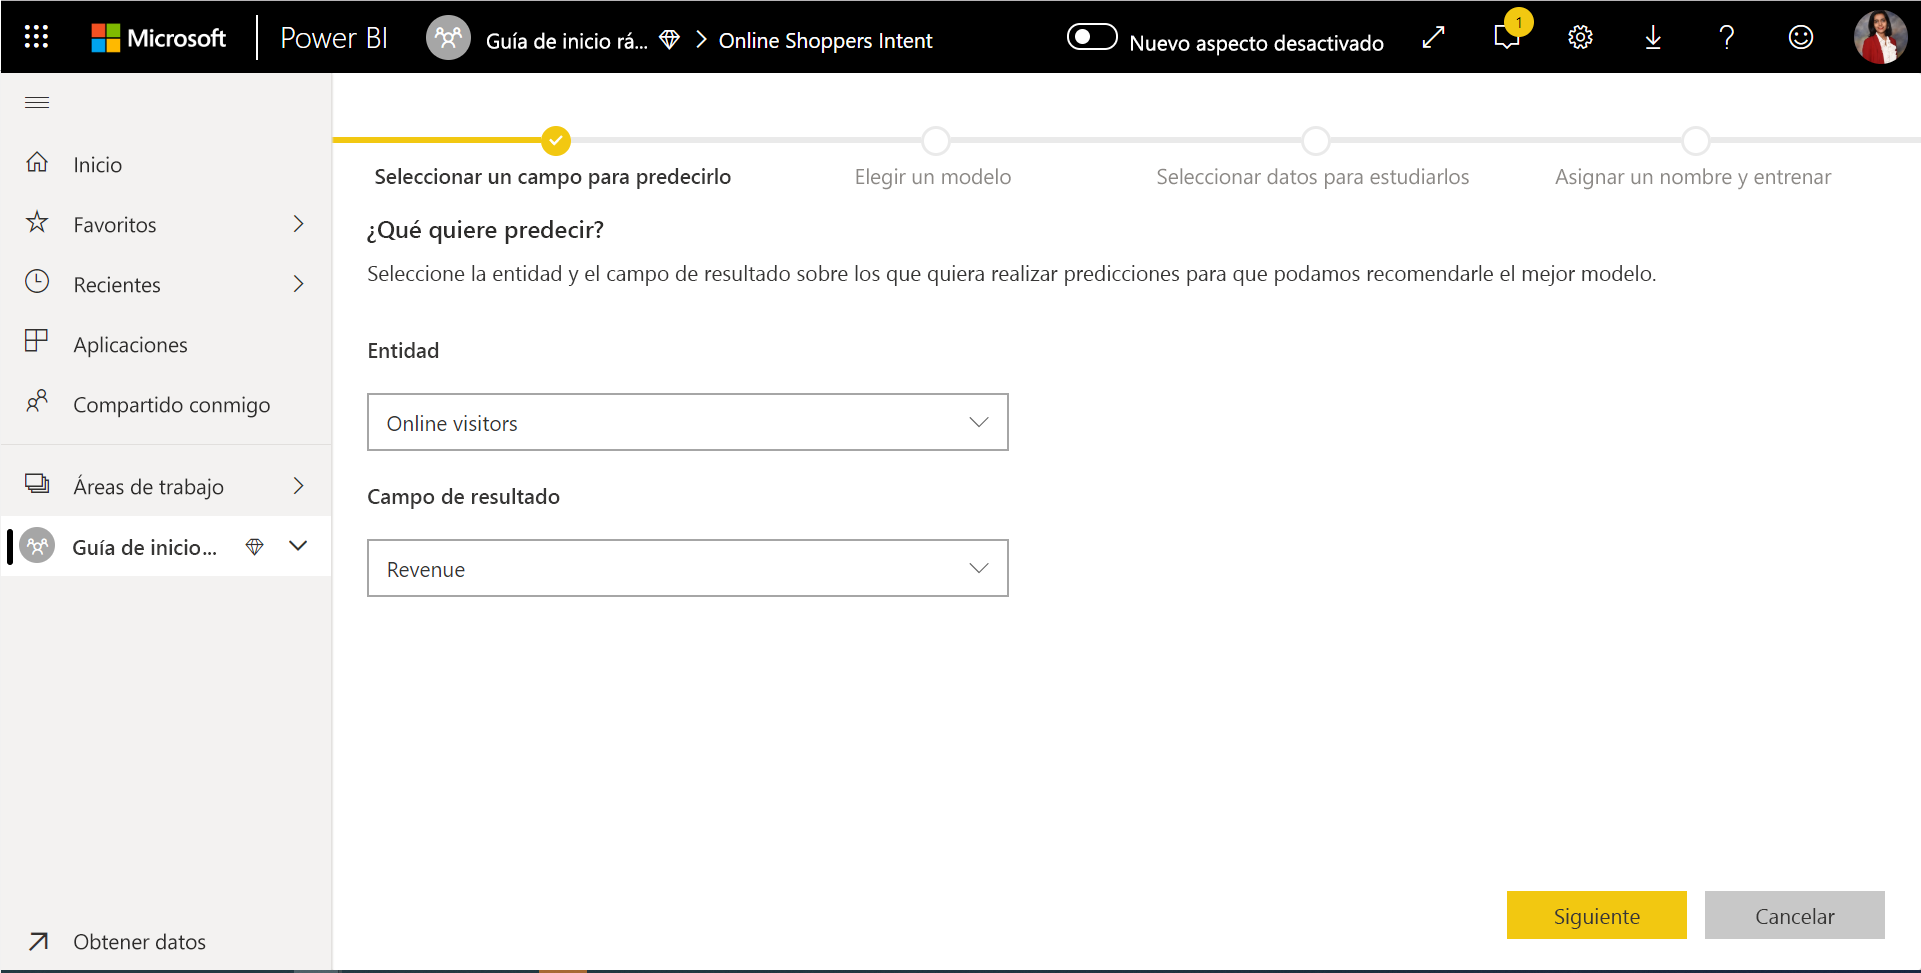 Microsoft
Power BI
Guía de inicio rá...
Online Shoppers Intent
Nuevo aspecto desactivado
1
Inicio
Favoritos
Recientes
Aplicaciones
Compartido conmigo
Áreas de trabajo
Guía de inicio...
Obtener datos
Seleccionar un campo para predecirlo
Elegir un modelo
Seleccionar datos para estudiarlos
Asignar un nombre y entrenar
¿Qué quiere predecir?
Seleccione la entidad y el campo de resultado sobre los que quiera realizar predicciones para que podamos recomendarle el mejor modelo.
Entidad
Online visitors
Campo de resultado
Revenue
Siguiente
Cancelar